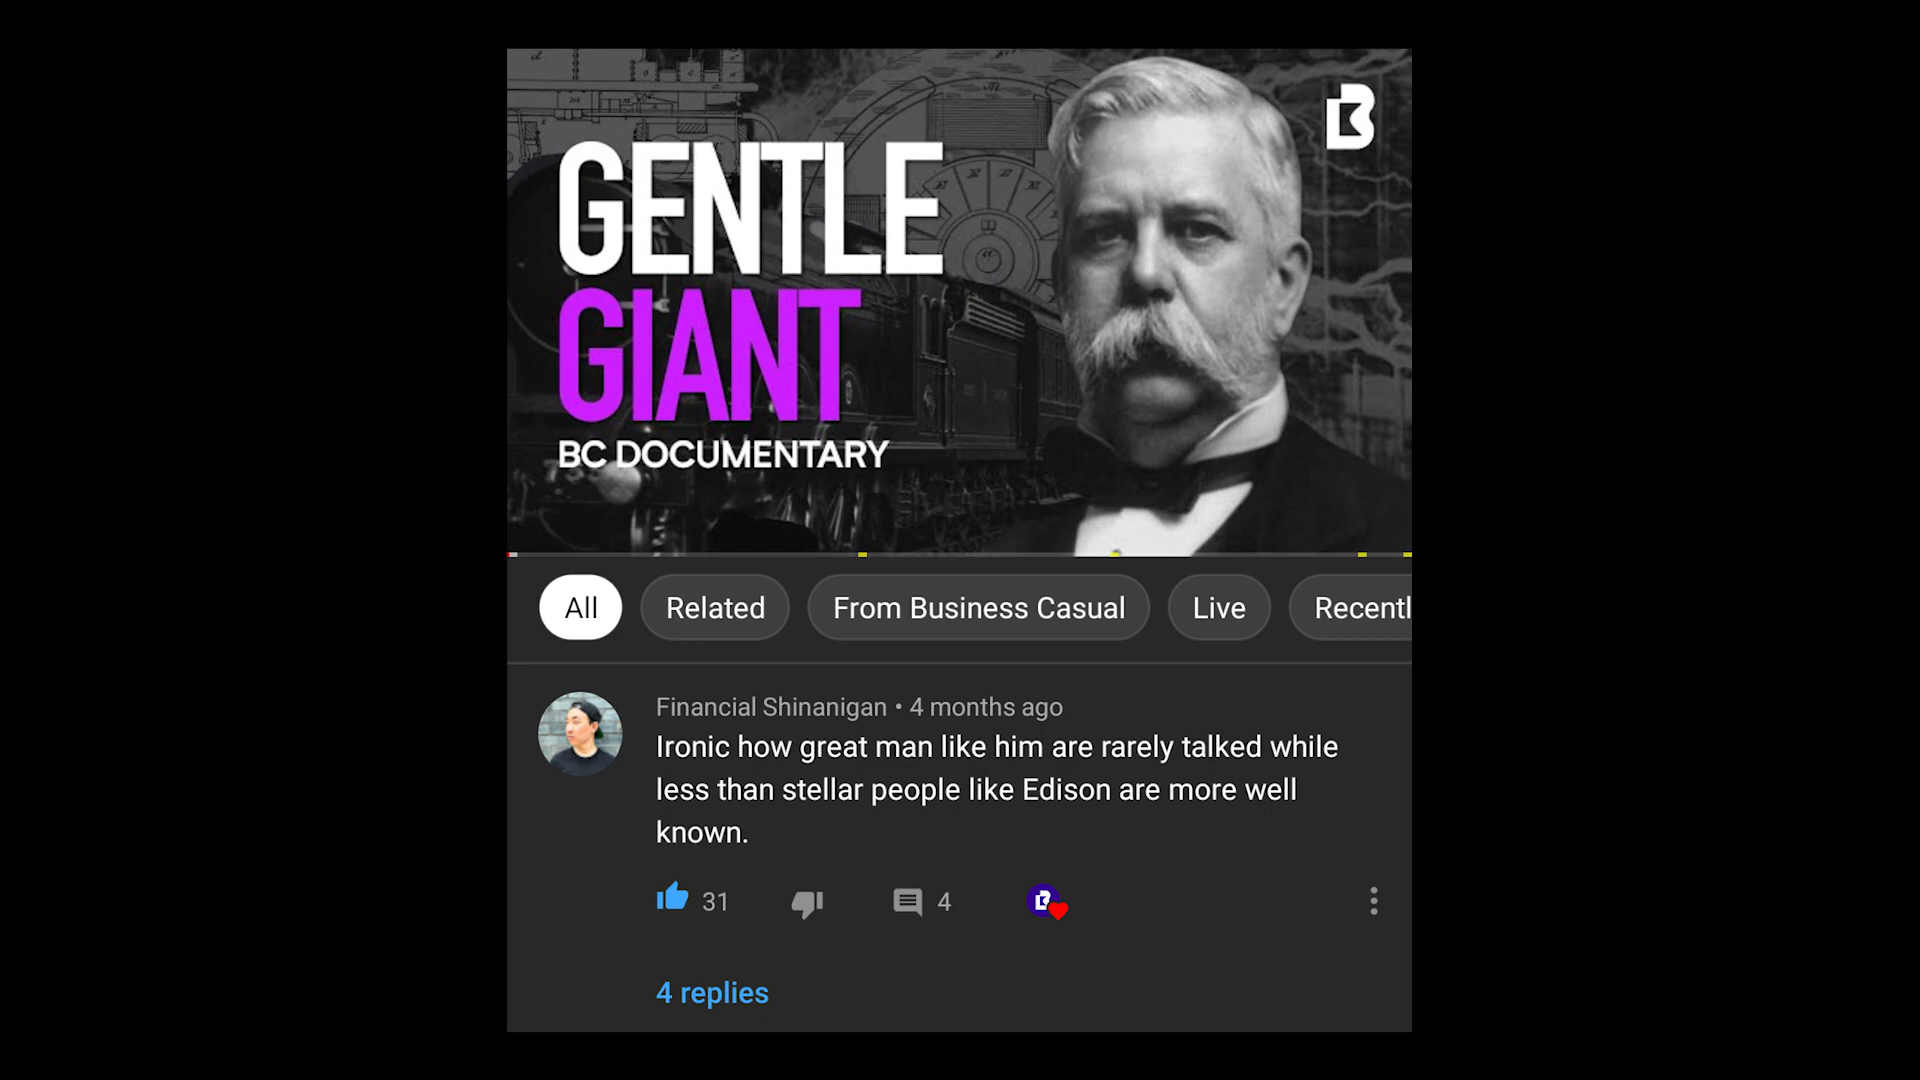 GENTLE
GIANT
BC DOCUMENTARY
All
Related
From Business Casual
Live
Recentl
Financial Shinanigan • 4 months ago
Ironic how great man like him are rarely talked while
less than stellar people like Edison are more well
known.
31
4
4 replies